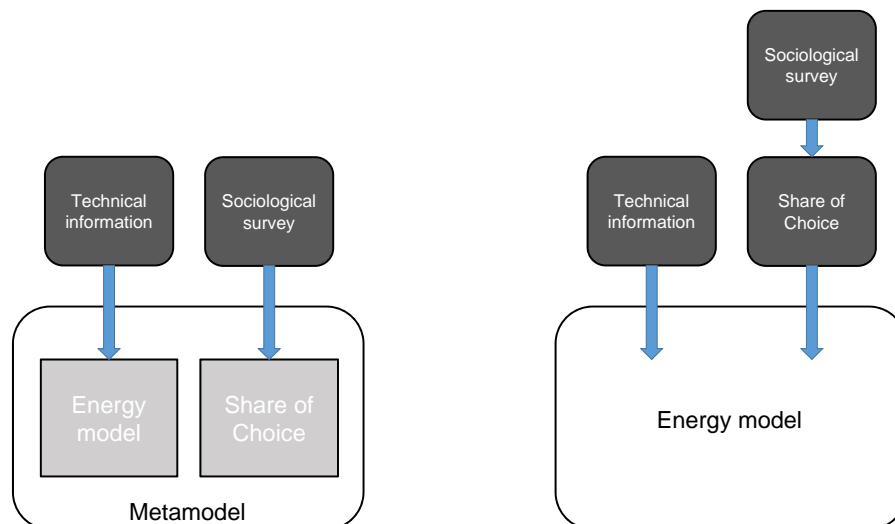 Technical
information
Sociological
survey
Energy
model
Share of
Choice
Metamodel
Sociological
survey
Technical
information
Share of
Choice
Energy model